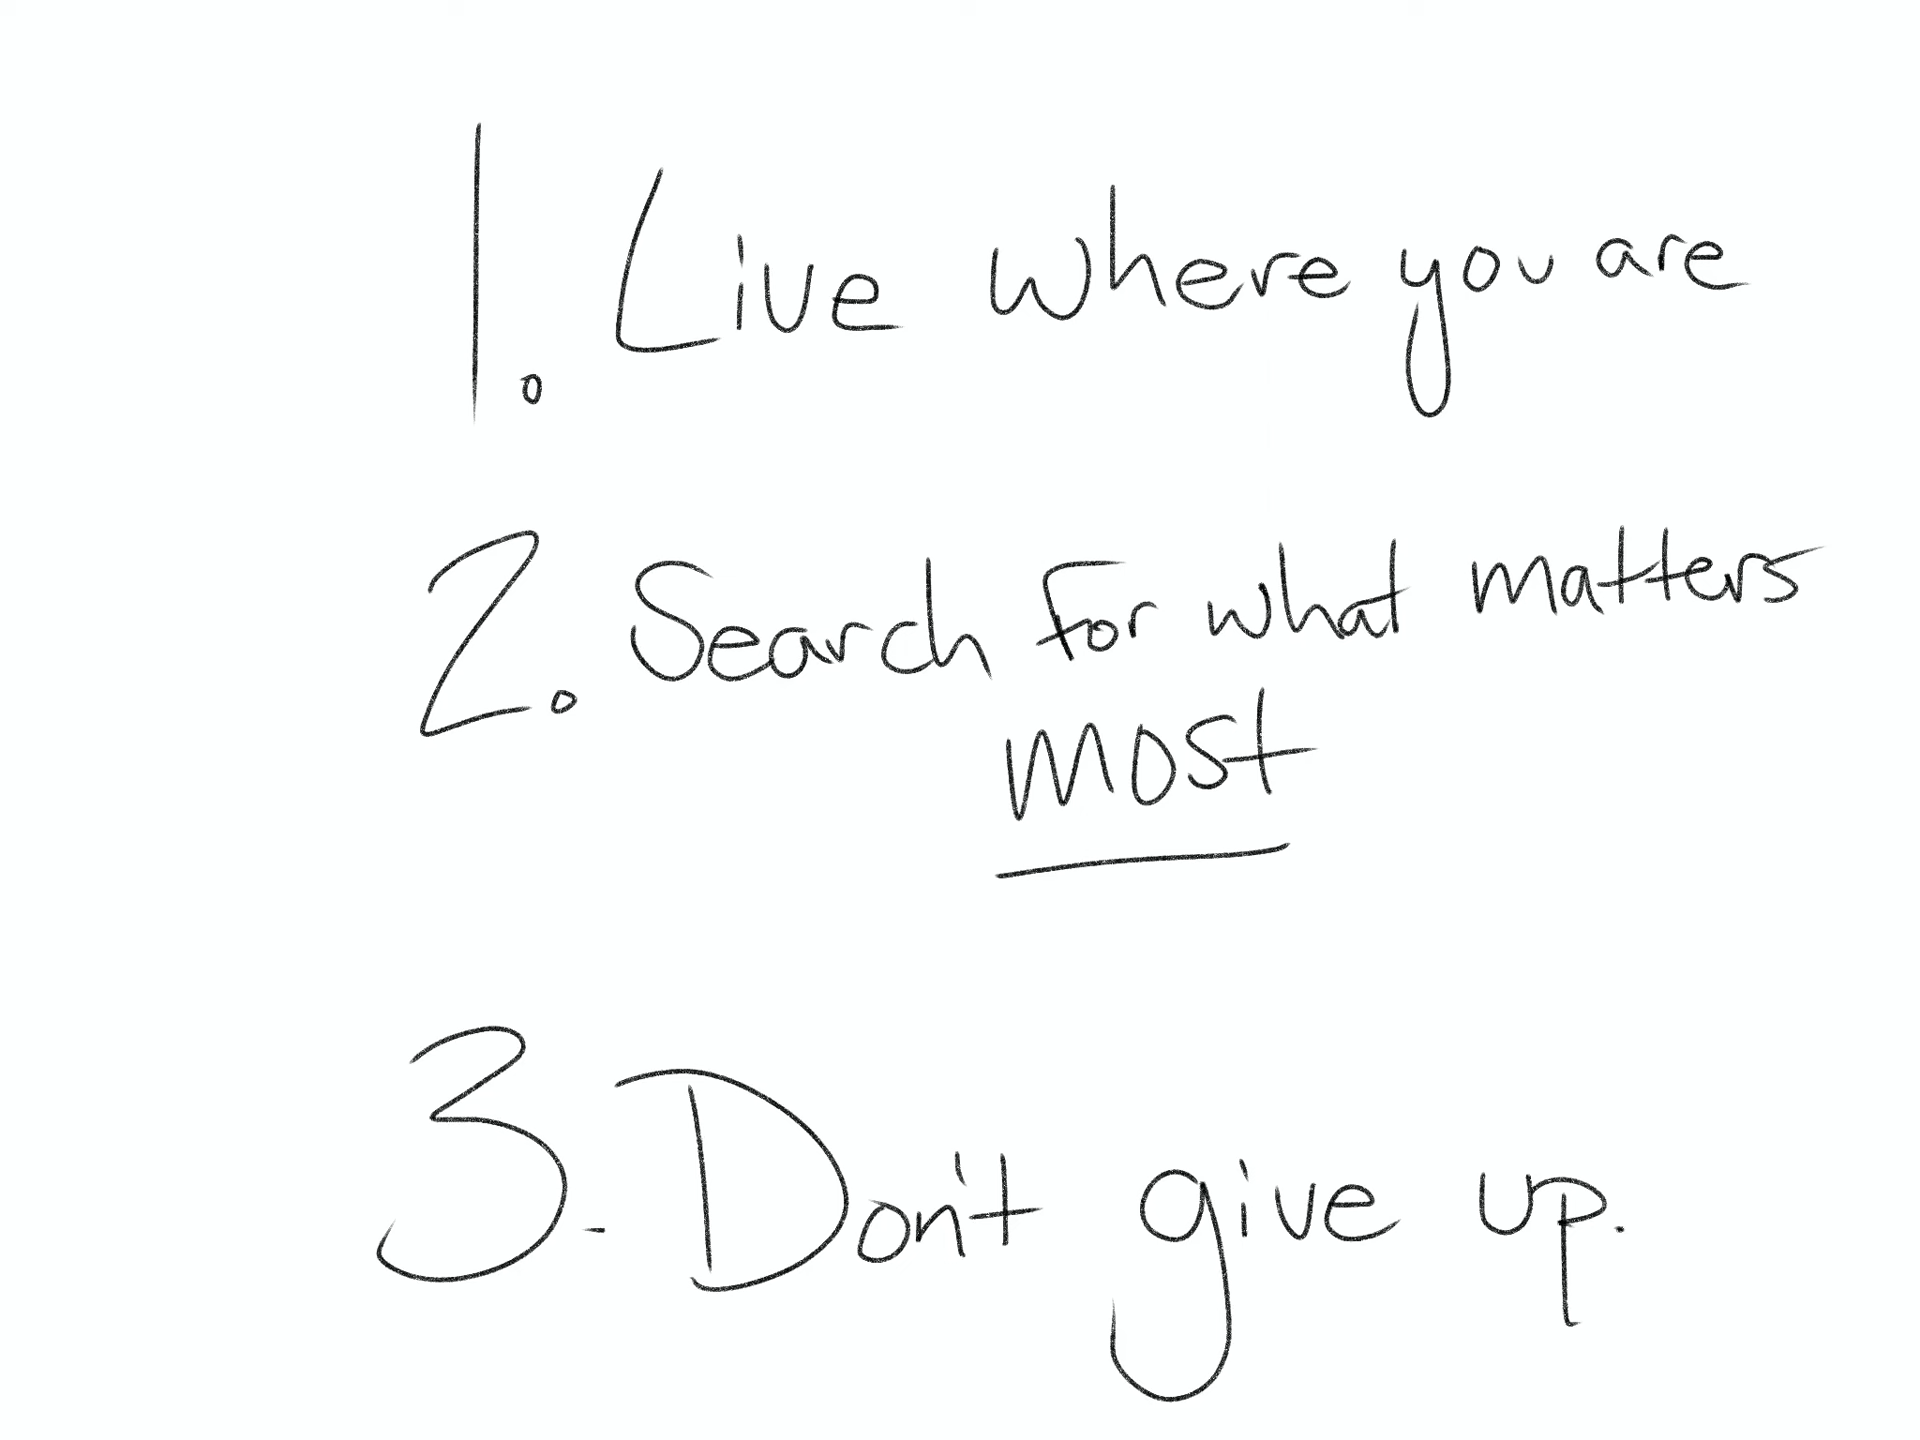 1. Live where you are
2. Search for what matters
most
3. Don't give up.